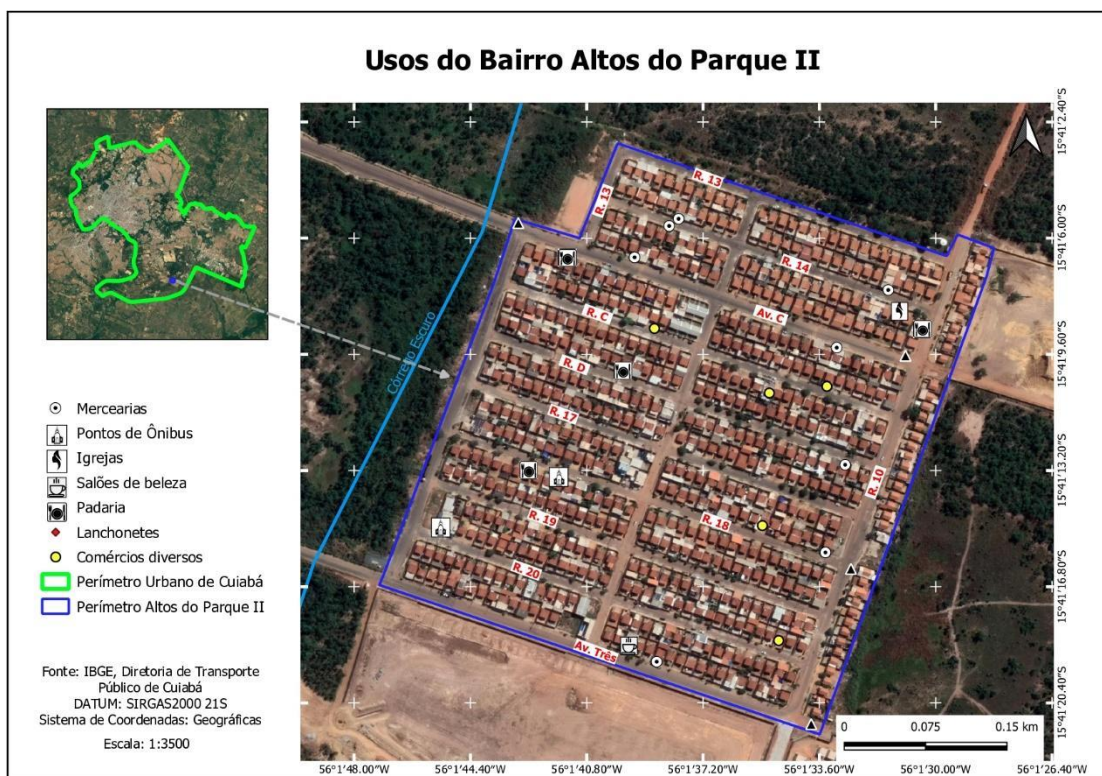 Usos do Bairro Altos do Parque II
Mercearias
Pontos de Ônibus
Igrejas
Salões de beleza
Padaria
Lanchonetes
Comércios diversos
Perímetro Urbano de Cuiabá
Perímetro Altos do Parque II
Fonte: IBGE, Diretoria de Transporte
Público de Cuiabá
DATUM: SIRGAS2000 21S
Sistema de Coordenadas: Geográficas
Escala: 1:3500
Córrego Escuro
R. 13
R. 13
R. 14
R. C
Av. C
R. D
R. 17
R. 10
R. 19
R. 18
R. 20
Av. Três
15°41'2.40"S
15°41'6.00"S
15°41'9.60"S
15°41'13.20"S
15°41'16.80"S
15°41'20.40"S
0 0.075 0.15 km
56°1'48.00"W 56°1'44.40"W 56°1'40.80"W 56°1'37.20"W 56°1'33.60"W 56°1'30.00"W 56°1'26.40"W